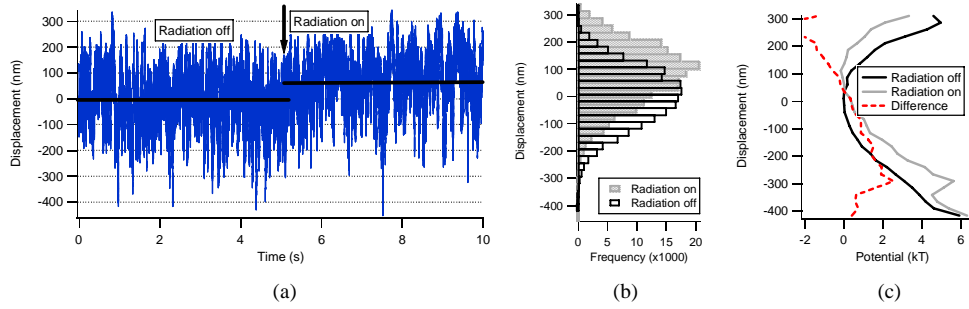 Displacement (nm)
300
200
100
0
-100
-200
-300
-400
Radiation off
Radiation on
0
2
4
6
8
10
Time (s)
(a)
Displacement (nm)
300
200
100
0
-100
-200
-300
-400
Radiation on
Radiation off
0
5
10
15
20
Frequency (x1000)
(b)
Displacement (nm)
300
200
100
0
-100
-200
-300
-400
Radiation off
Radiation on
Difference
-2
0
2
4
6
Potential (kT)
(c)